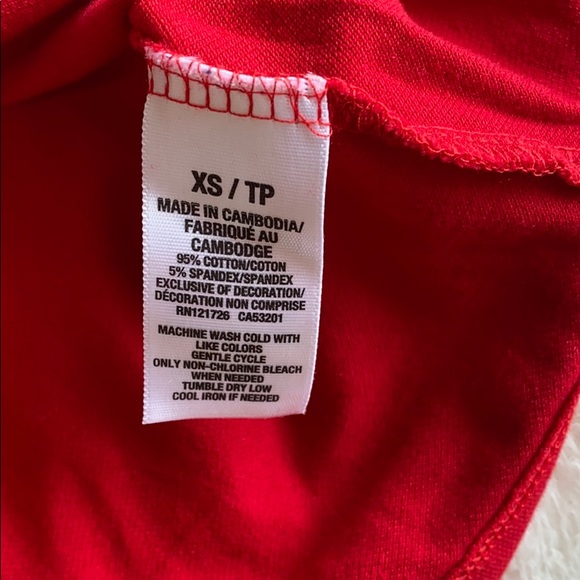 XS / TP
MADE IN CAMBODIA/
FABRIQUÉ AU
CAMBODGE
95% COTTON/COTON
5% SPANDEX/SPANDEX
EXCLUSIVE OF DECORATION/
DÉCORATION NON COMPRISE
RN121726 CA53201
MACHINE WASH COLD WITH
LIKE COLORS
GENTLE CYCLE
ONLY NON-CHLORINE BLEACH
WHEN NEEDED
TUMBLE DRY LOW
COOL IRON IF NEEDED